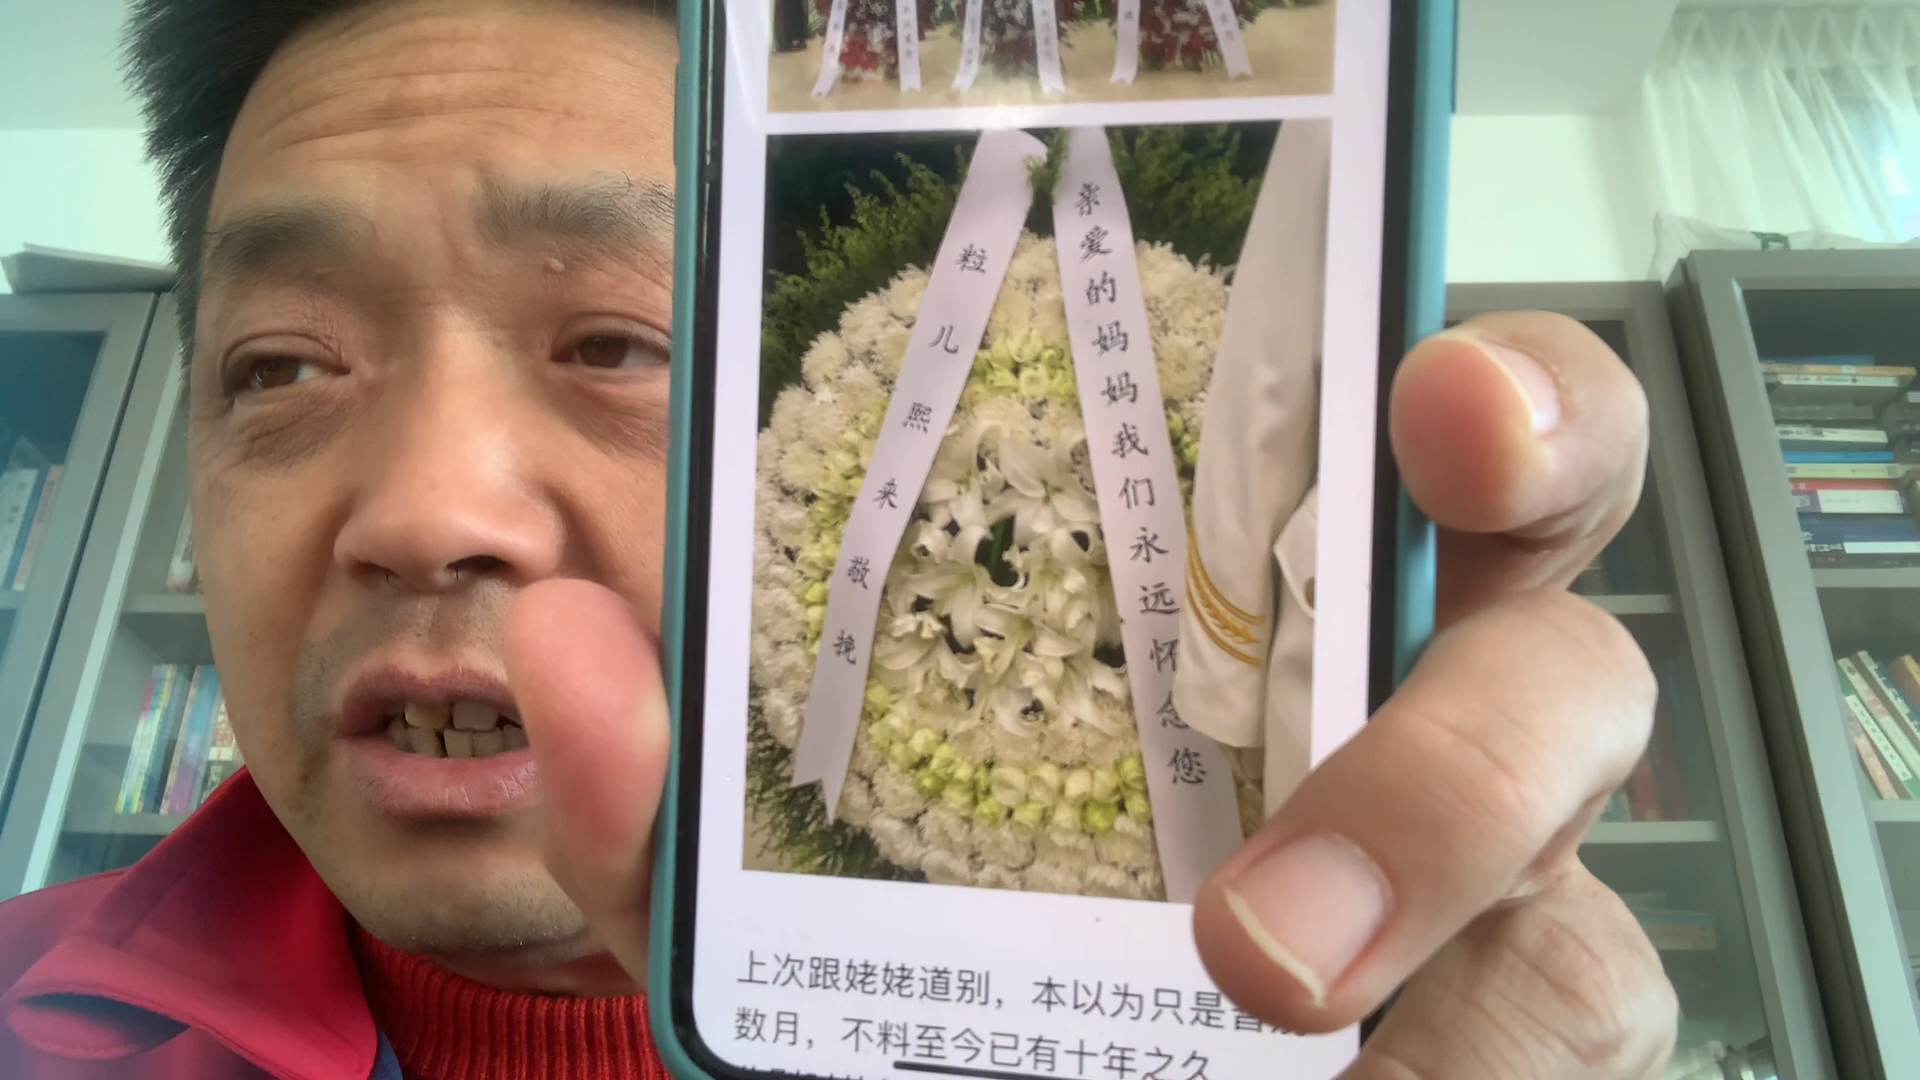 亲爱的妈妈我们永远怀念您
粒儿熙来敬挽
上次跟姥姥道别，本以为只是
数月，不料至今已有十年之久